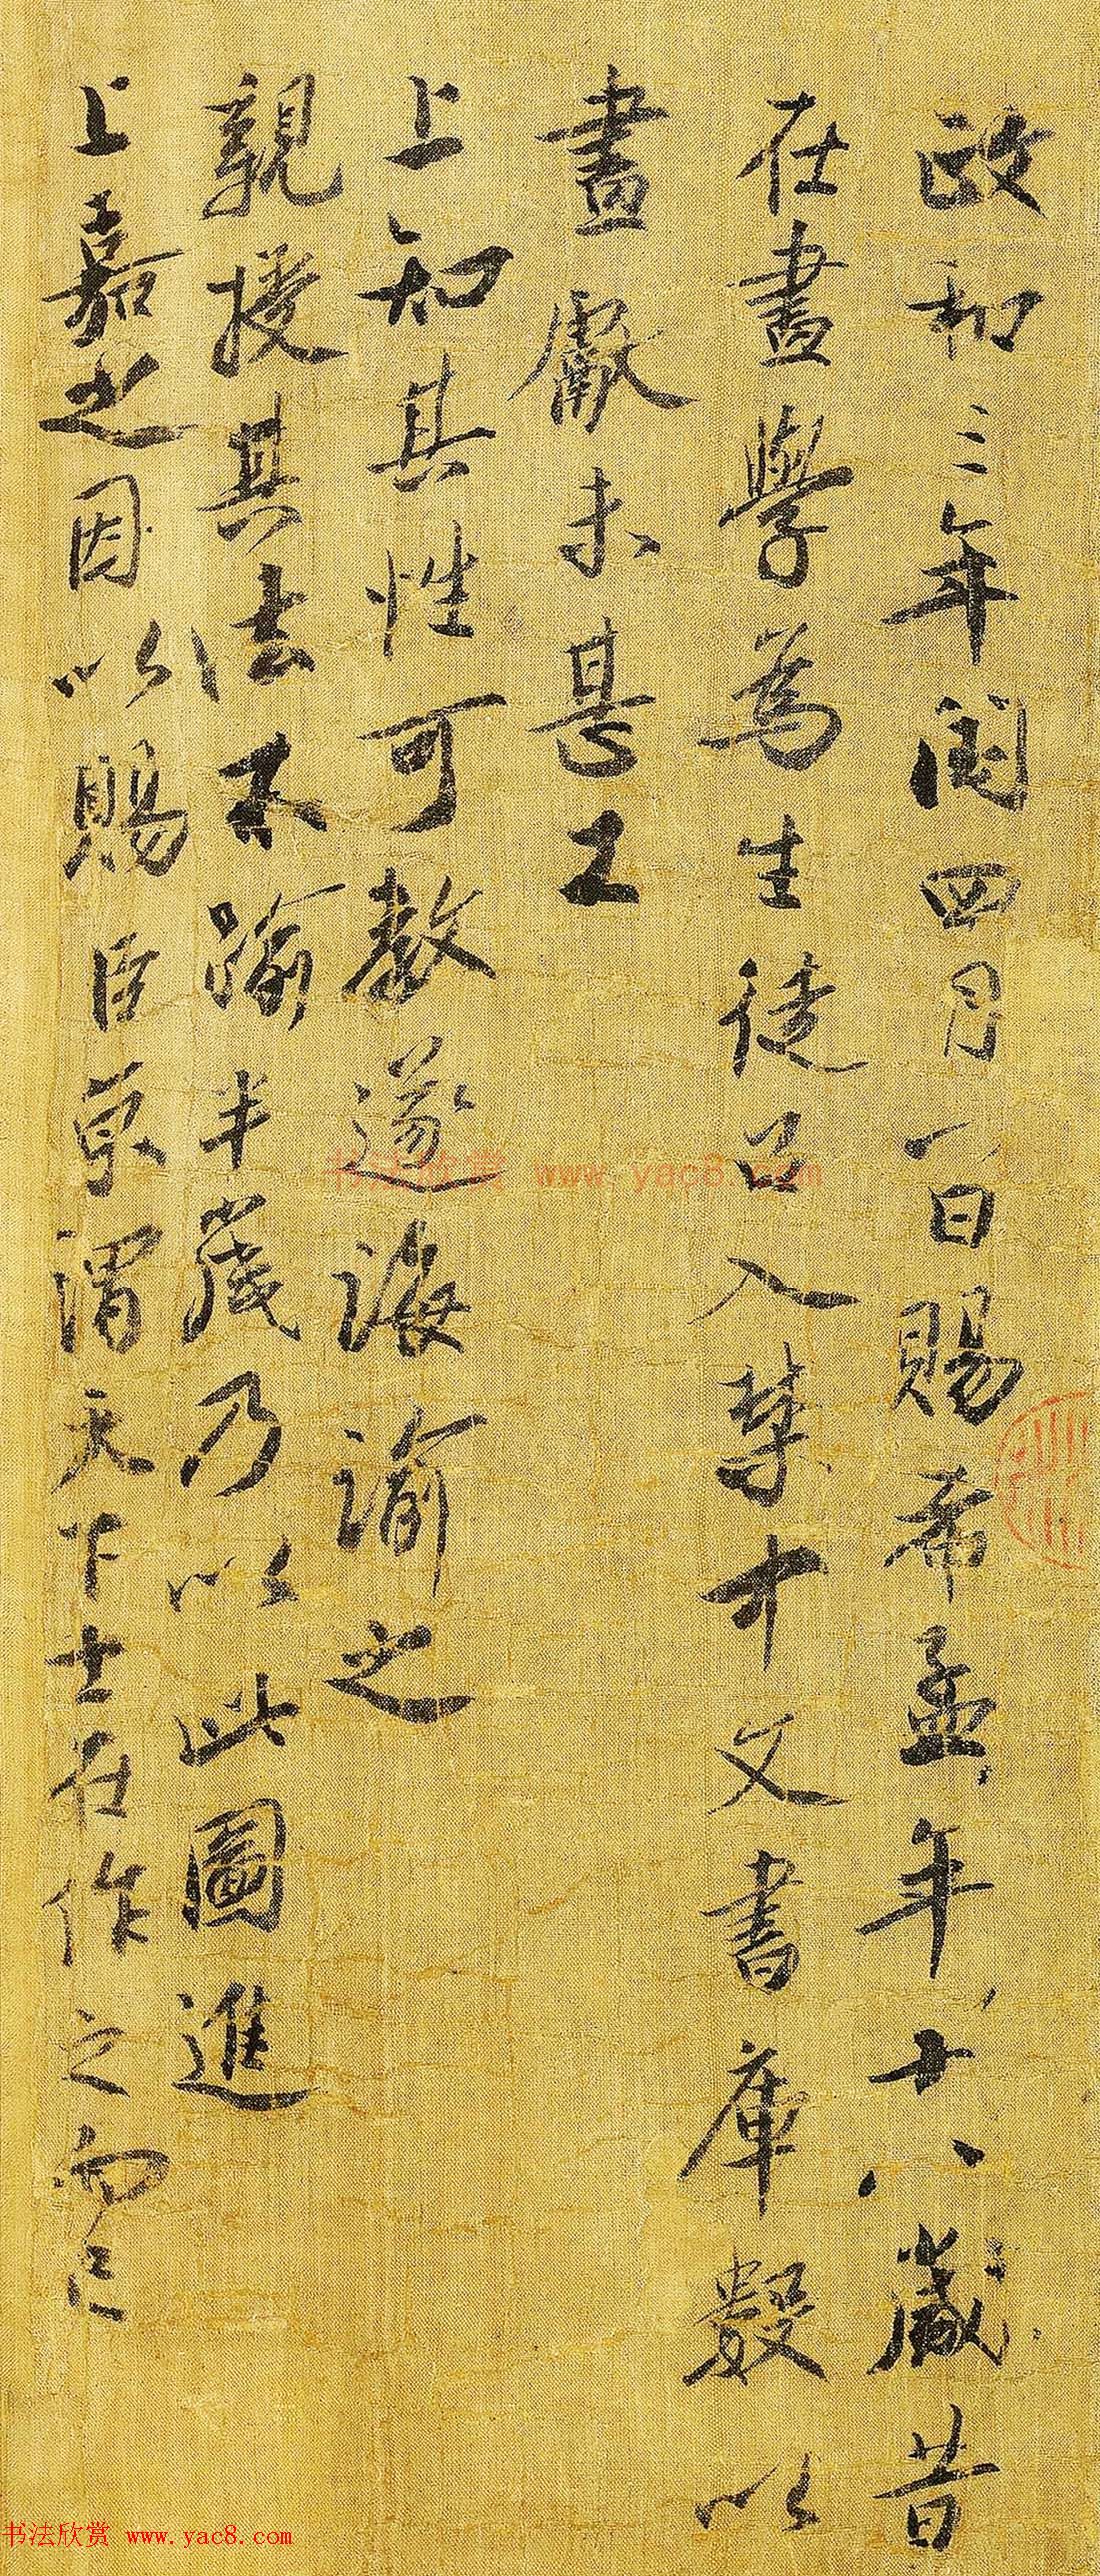 政和三年閏四月一日賜希孟年十八歲昔
在畫學為生徒召入禁中文書庫數以
畫獻未甚工
上知其性可教遂誨諭之
親授其法不踰半歲乃以此圖進
上嘉之因以賜臣京謂天下士在作之而已
书法欣赏 www.yac8.com
书法欣赏 www.yac8.com